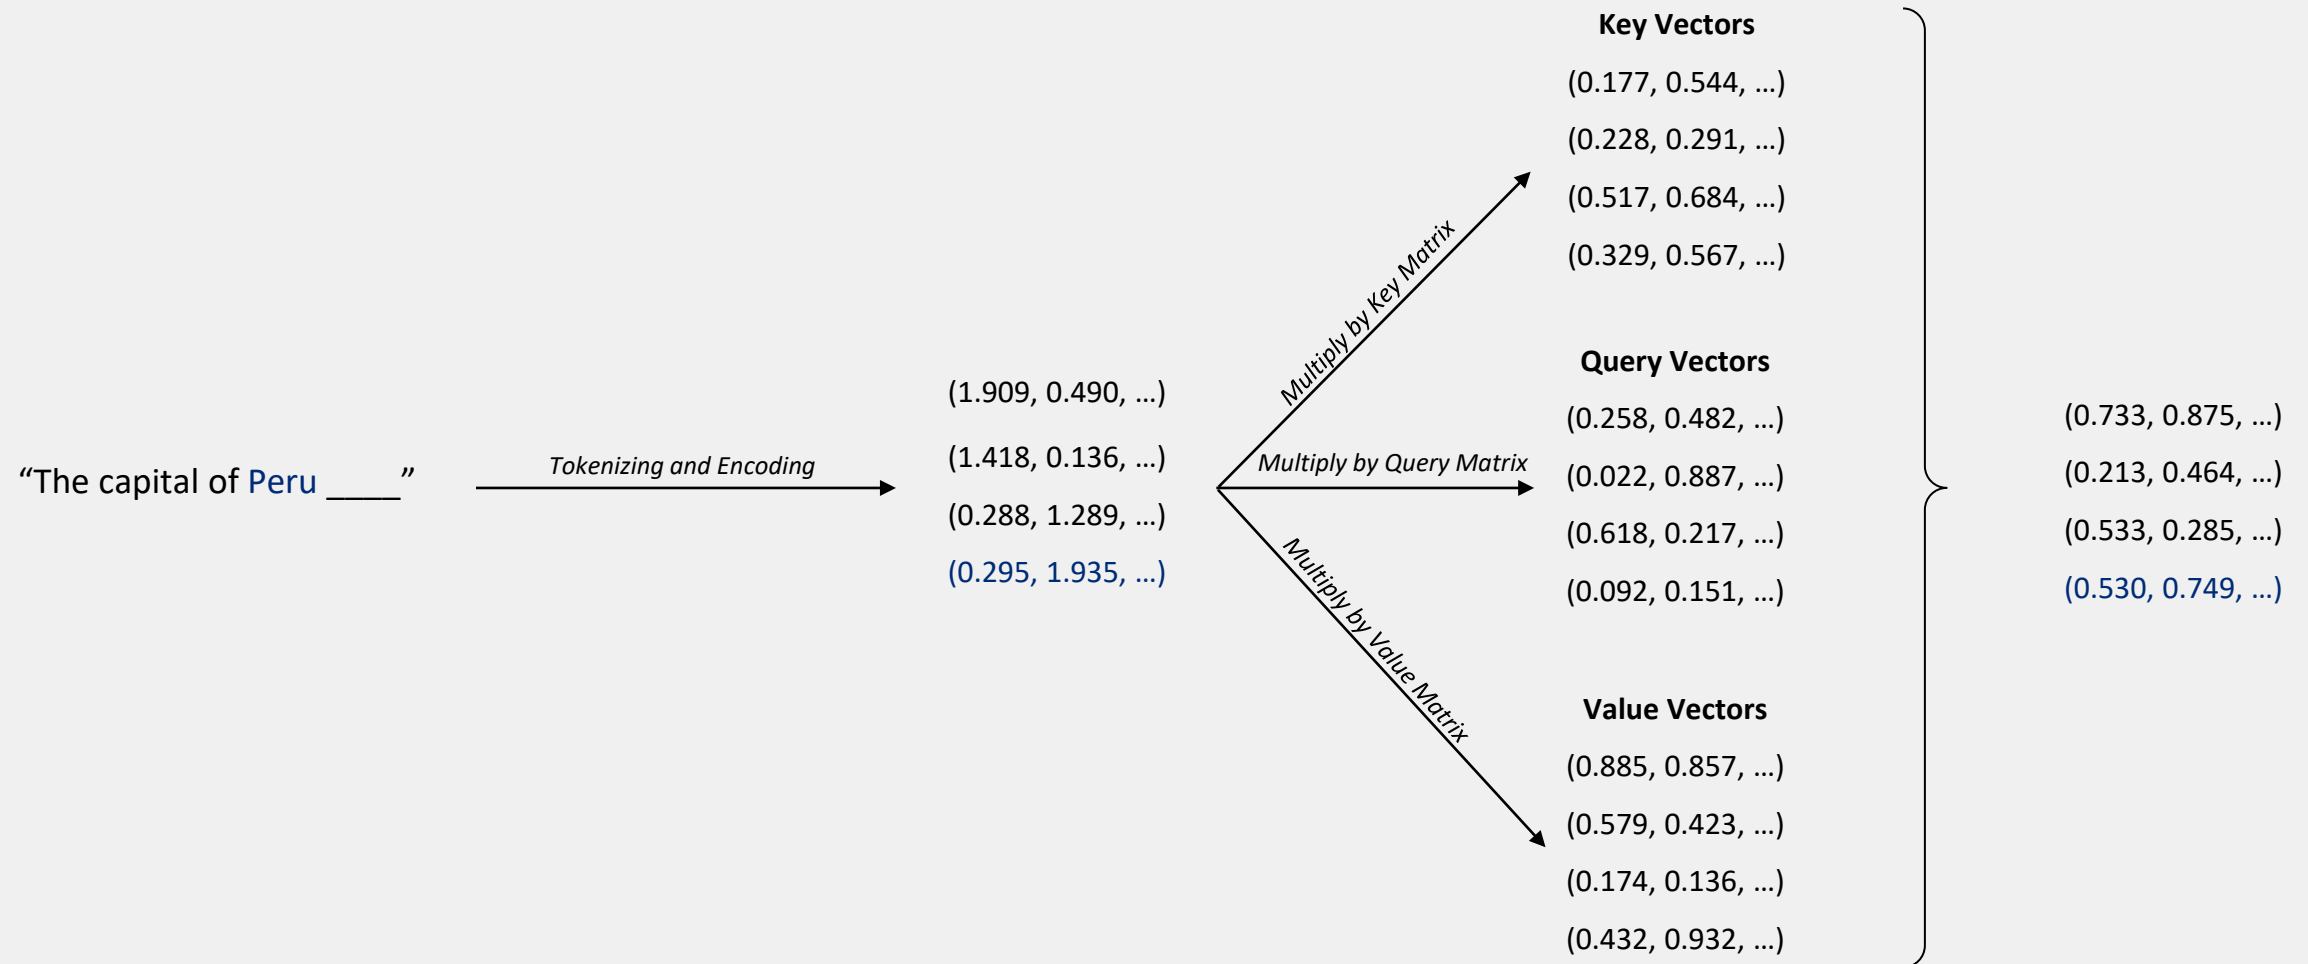 “The capital of Peru ____”
Tokenizing and Encoding
(1.909, 0.490, …)
(1.418, 0.136, …)
(0.288, 1.289, …)
(0.295, 1.935, …)
Multiply by Key Matrix
Multiply by Query Matrix
Multiply by Value Matrix
Key Vectors
(0.177, 0.544, …)
(0.228, 0.291, …)
(0.517, 0.684, …)
(0.329, 0.567, …)
Query Vectors
(0.258, 0.482, …)
(0.022, 0.887, …)
(0.618, 0.217, …)
(0.092, 0.151, …)
Value Vectors
(0.885, 0.857, …)
(0.579, 0.423, …)
(0.174, 0.136, …)
(0.432, 0.932, …)
(0.733, 0.875, …)
(0.213, 0.464, …)
(0.533, 0.285, …)
(0.530, 0.749, …)